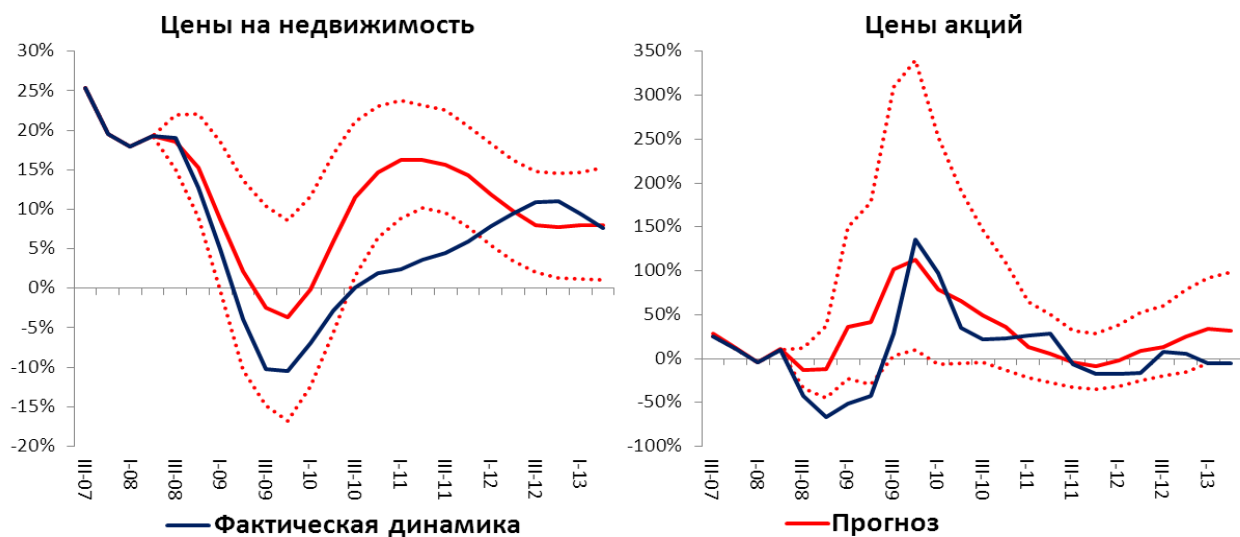 Цены на недвижимость
30%
25%
20%
15%
10%
5%
0%
-5%
-10%
-15%
-20%
III-07
I-08
III-08
I-09
III-09
I-10
III-10
I-11
III-11
I-12
III-12
I-13
Цены акций
350%
300%
250%
200%
150%
100%
50%
0%
-50%
-100%
III-07
I-08
III-08
I-09
III-09
I-10
III-10
I-11
III-11
I-12
III-12
I-13
Фактическая динамика
Прогноз